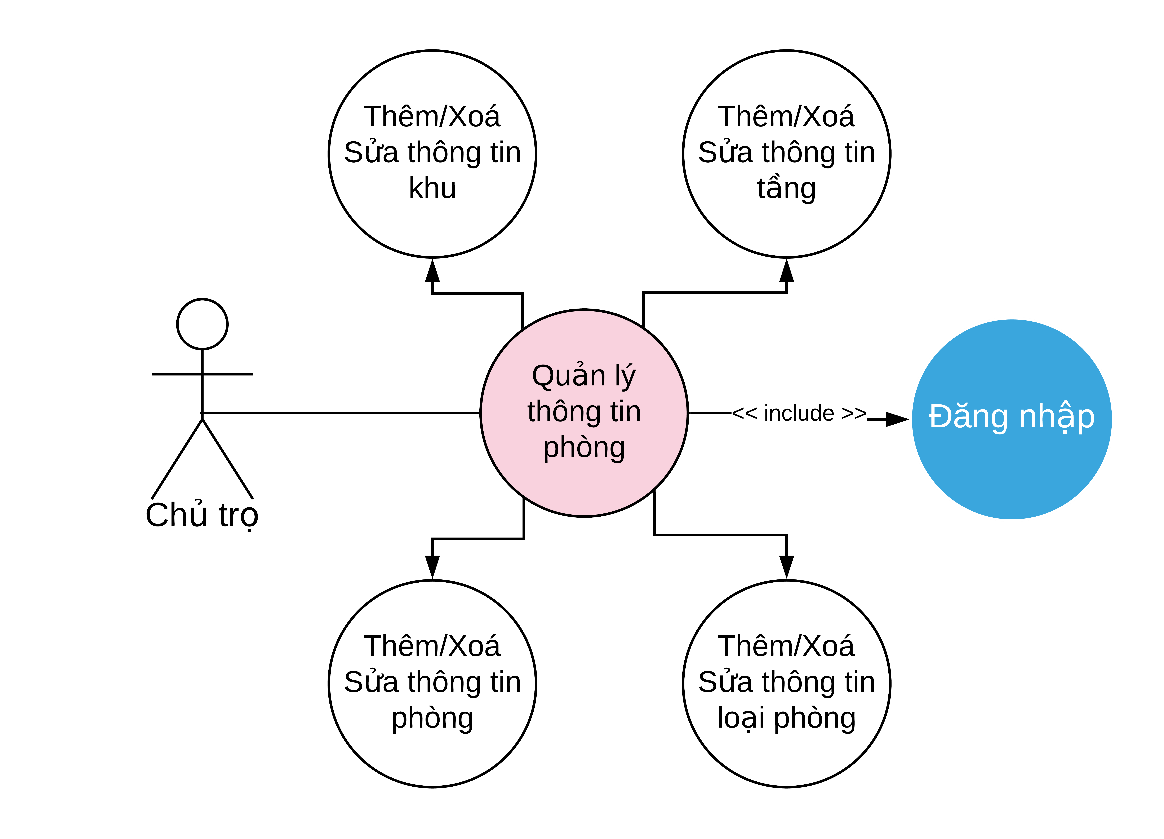 Thêm/Xoá
Sửa thông tin
khu
Thêm/Xoá
Sửa thông tin
tầng
Quản lý
thông tin
phòng
<< include >>
Đăng nhập
Chủ trọ
Thêm/Xoá
Sửa thông tin
phòng
Thêm/Xoá
Sửa thông tin
loại phòng